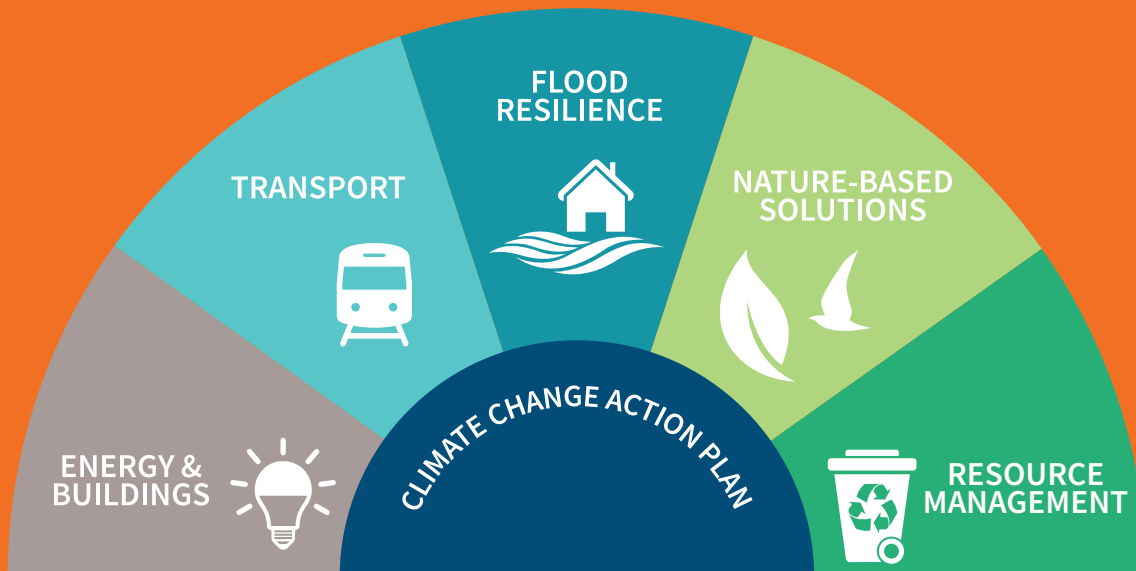 FLOOD
RESILIENCE
TRANSPORT
NATURE-BASED
SOLUTIONS
ENERGY &
BUILDINGS
CLIMATE CHANGE ACTION PLAN
RESOURCE
MANAGEMENT